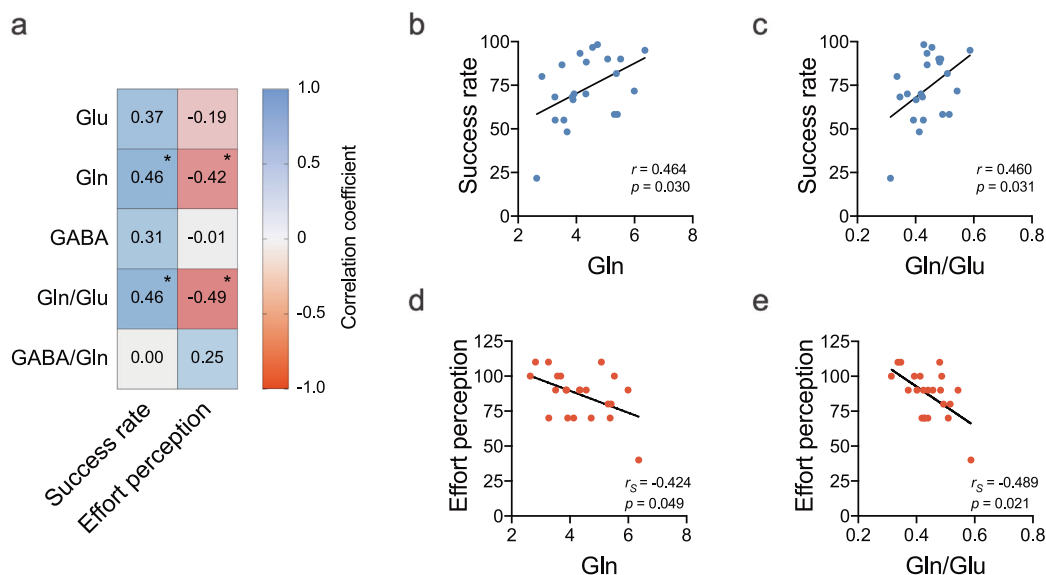 a
Glu
Gln
GABA
Gln/Glu
GABA/Gln
0.37
-0.19
0.46
*
-0.42
*
0.31
-0.01
0.46
*
-0.49
*
0.00
0.25
Success rate
Effort perception
1.0
0.5
0
-0.5
-1.0
Correlation coefficient
b
Success rate
100
75
50
25
0
2
4
6
8
Gln
r = 0.464
p = 0.030
c
Success rate
100
75
50
25
0
0.2
0.4
0.6
0.8
Gln/Glu
r = 0.460
p = 0.031
d
Effort perception
125
100
75
50
25
0
2
4
6
8
Gln
rS = -0.424
p = 0.049
e
Effort perception
125
100
75
50
25
0
0.2
0.4
0.6
0.8
Gln/Glu
rS = -0.489
p = 0.021